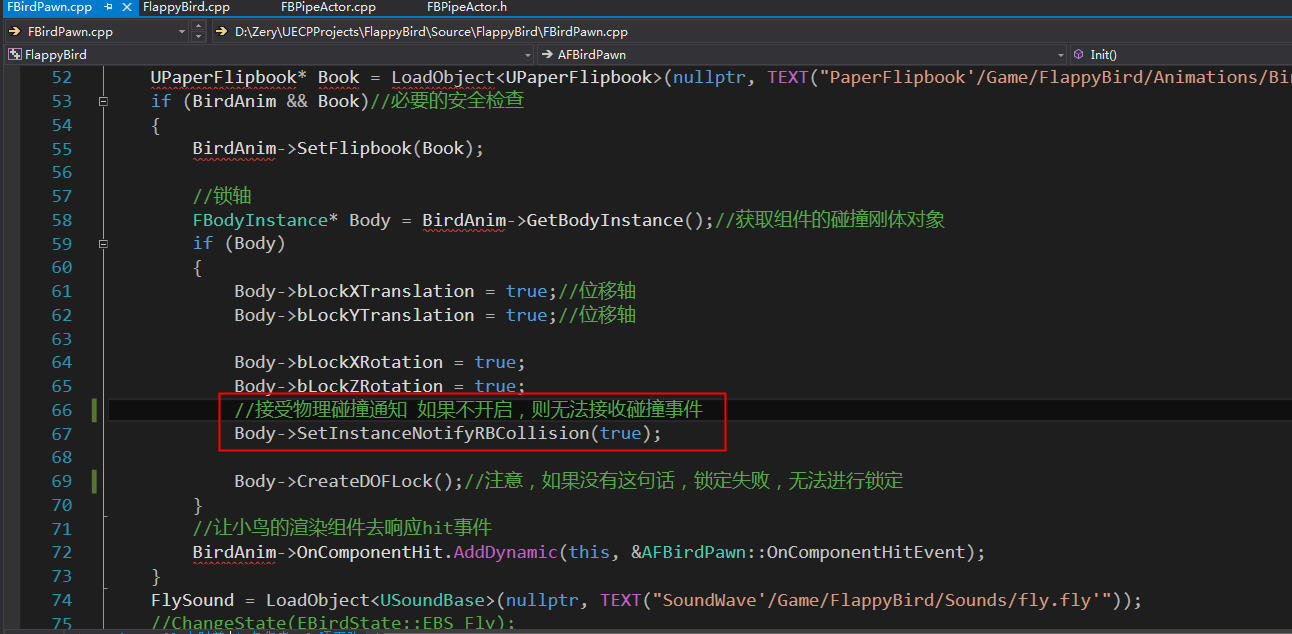 FBirdPawn.cpp FlappyBird.cpp FBPipeActor.cpp FBPipeActor.h
FBirdPawn.cpp D:\Zery\UECPProjects\FlappyBird\Source\FlappyBird\FBirdPawn.cpp
FlappyBird AFBirdPawn Init()
52 UPaperFlipbook* Book = LoadObject<UPaperFlipbook>(nullptr, TEXT("PaperFlipbook'/Game/FlappyBird/Animations/Bi
53 if (BirdAnim && Book)//必要的安全检查
54 {
55 BirdAnim->SetFlipbook(Book);
56
57 //锁轴
58 FBodyInstance* Body = BirdAnim->GetBodyInstance();//获取组件的碰撞刚体对象
59 if (Body)
60 {
61 Body->bLockXTranslation = true;//位移轴
62 Body->bLockYTranslation = true;//位移轴
63
64 Body->bLockXRotation = true;
65 Body->bLockZRotation = true;
66 //接受物理碰撞通知 如果不开启，则无法接收碰撞事件
67 Body->SetInstanceNotifyRBCollision(true);
68
69 Body->CreateDOFLock();//注意，如果没有这句话，锁定失败，无法进行锁定
70 }
71 //让小鸟的渲染组件去响应hit事件
72 BirdAnim->OnComponentHit.AddDynamic(this, &AFBirdPawn::OnComponentHitEvent);
73 }
74 FlySound = LoadObject<USoundBase>(nullptr, TEXT("SoundWave'/Game/FlappyBird/Sounds/fly.fly'"));
75 //ChangeState(EBirdState::EBS_Fly);